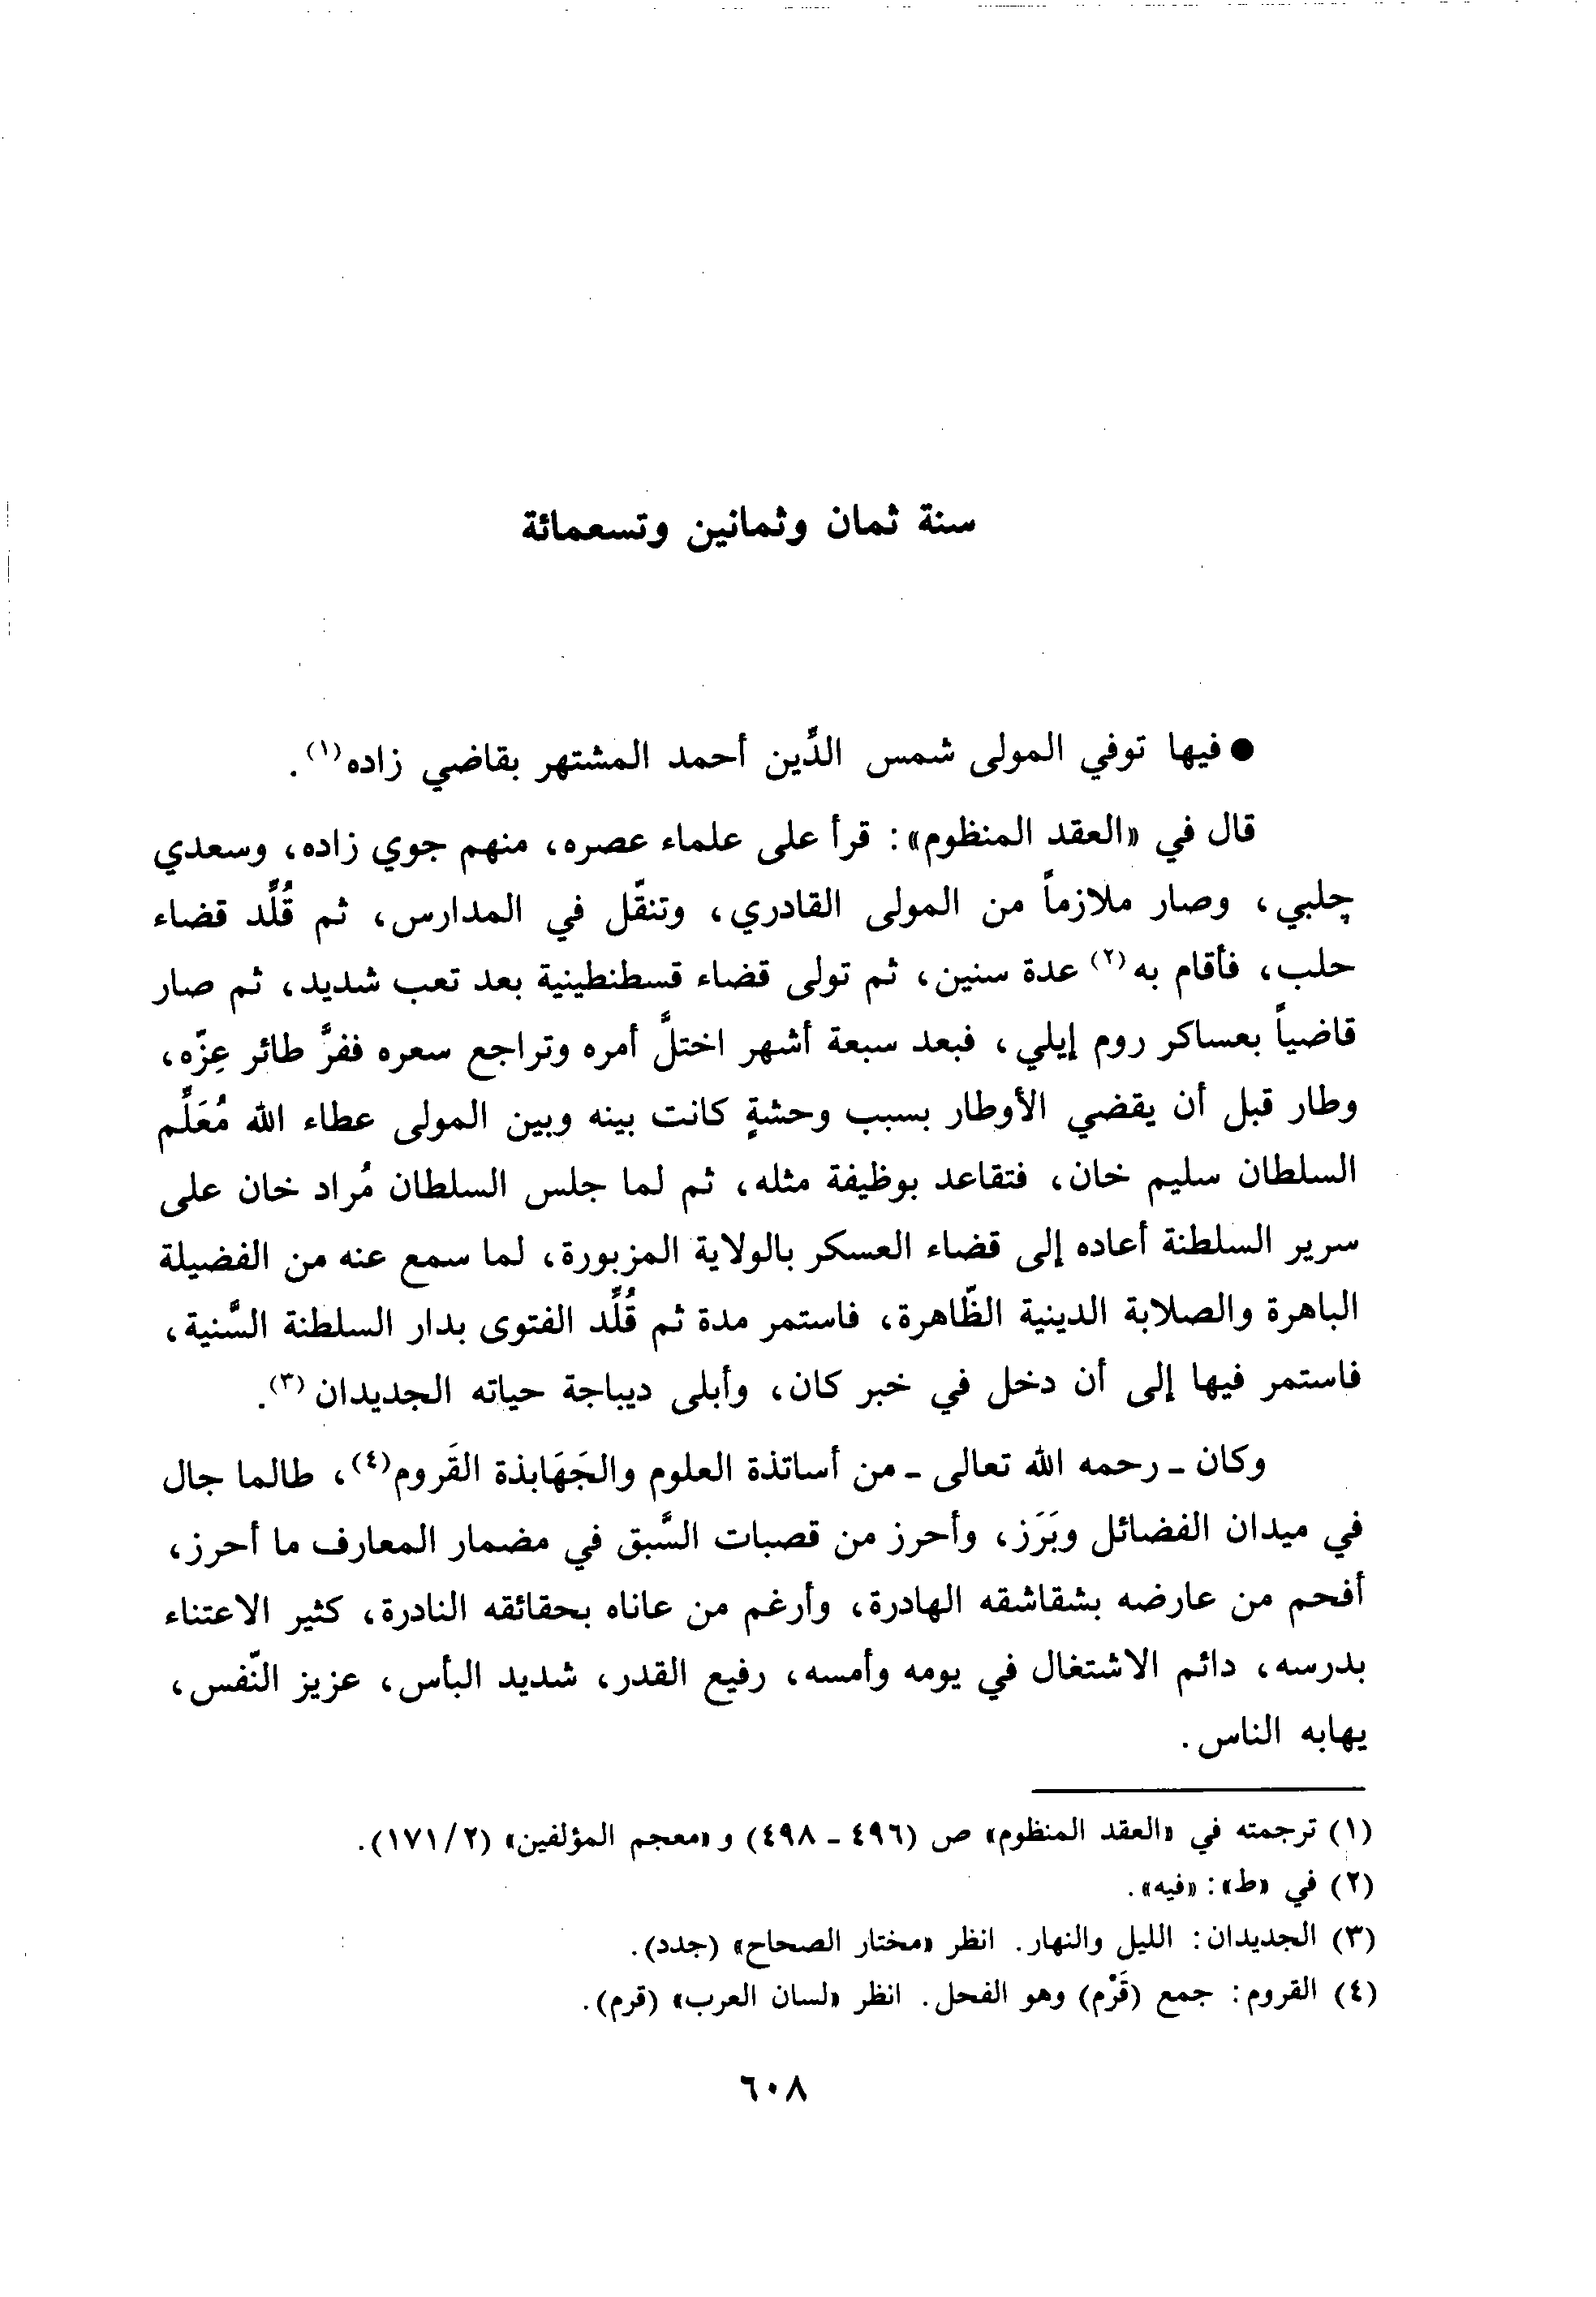 سنة ثمان وثمانين وتسعمائة
● فيها توفي المولى شمس الدِّين أحمد المشتهر بقاضي زاده(١).
قال في «العقد المنظوم»: قرأ على علماء عصره، منهم جوي زاده، وسعدي
چلبي، وصار ملازماً من المولى القادري، وتنقّل في المدارس، ثم قُلِّد قضاء
حلب، فأقام به(٢) عدة سنين، ثم تولى قضاء قسطنطينية بعد تعب شديد، ثم صار
قاضياً بعساكر روم إيلي، فبعد سبعة أشهر اختلَّ أمره وتراجع سعره ففرَّ طائر عِزّه،
وطار قبل أن يقضي الأوطار بسبب وحشةٍ كانت بينه وبين المولى عطاء الله مُعَلِّم
السلطان سليم خان، فتقاعد بوظيفة مثله، ثم لما جلس السلطان مُراد خان على
سرير السلطنة أعاده إلى قضاء العسكر بالولاية المزبورة، لما سمع عنه من الفضيلة
الباهرة والصلابة الدينية الظّاهرة، فاستمر مدة ثم قُلِّد الفتوى بدار السلطنة السَّنية،
فاستمر فيها إلى أن دخل في خبر كان، وأبلى ديباجة حياته الجديدان(٣).
وكان ـ رحمه الله تعالى ـ من أساتذة العلوم والجَهَابذة القَروم(٤)، طالما جال
في ميدان الفضائل وبَرَز، وأحرز من قصبات السَّبق في مضمار المعارف ما أحرز،
أفحم من عارضه بشقاشقه الهادرة، وأرغم من عاناه بحقائقه النادرة، كثير الاعتناء
بدرسه، دائم الاشتغال في يومه وأمسه، رفيع القدر، شديد البأس، عزيز النّفس،
يهابه الناس.
(١) ترجمته في «العقد المنظوم» ص (٤٩٦ ـ ٤٩٨) و«معجم المؤلفين» (١٧١/٢).
(٢) في «ط»: «فيه».
(٣) الجديدان: الليل والنهار. انظر «مختار الصحاح» (جدد).
(٤) القروم: جمع (قَرْم) وهو الفحل. انظر «لسان العرب» (قرم).
٦٠٨